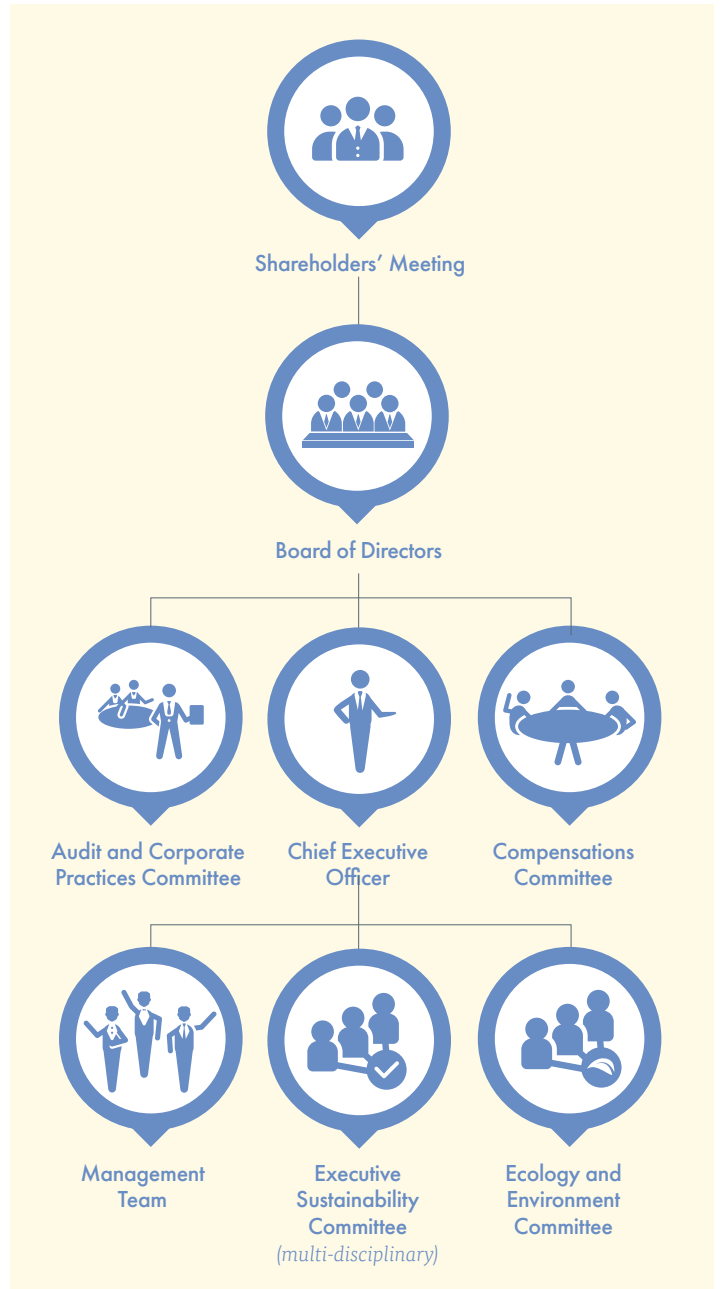 Shareholders’ Meeting
Board of Directors
Audit and Corporate
Practices Committee
Chief Executive
Officer
Compensations
Committee
Management
Team
Executive
Sustainability
Committee
(multi-disciplinary)
Ecology and
Environment
Committee